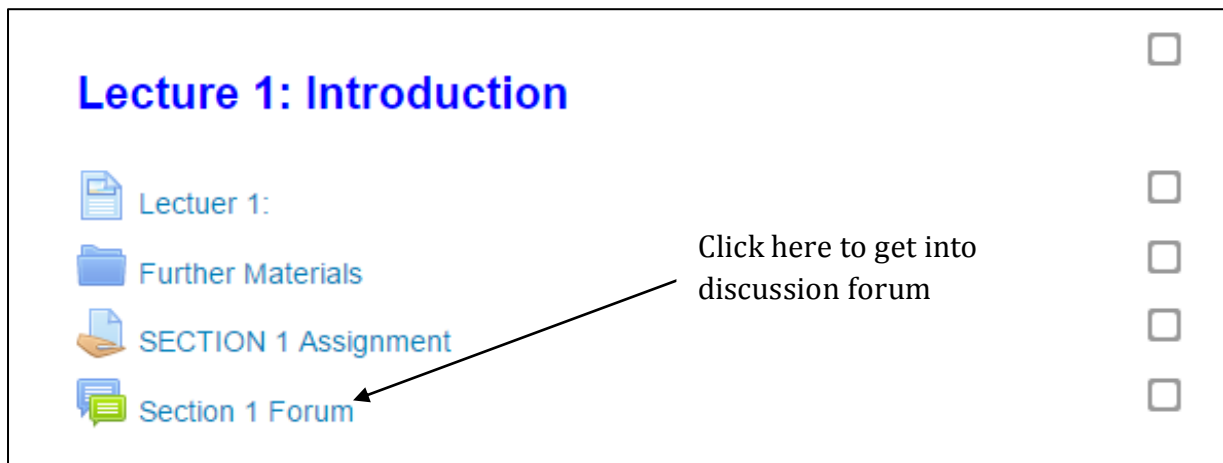 Lecture 1: Introduction
Lectuer 1:
Further Materials
Click here to get into
discussion forum
SECTION 1 Assignment
Section 1 Forum